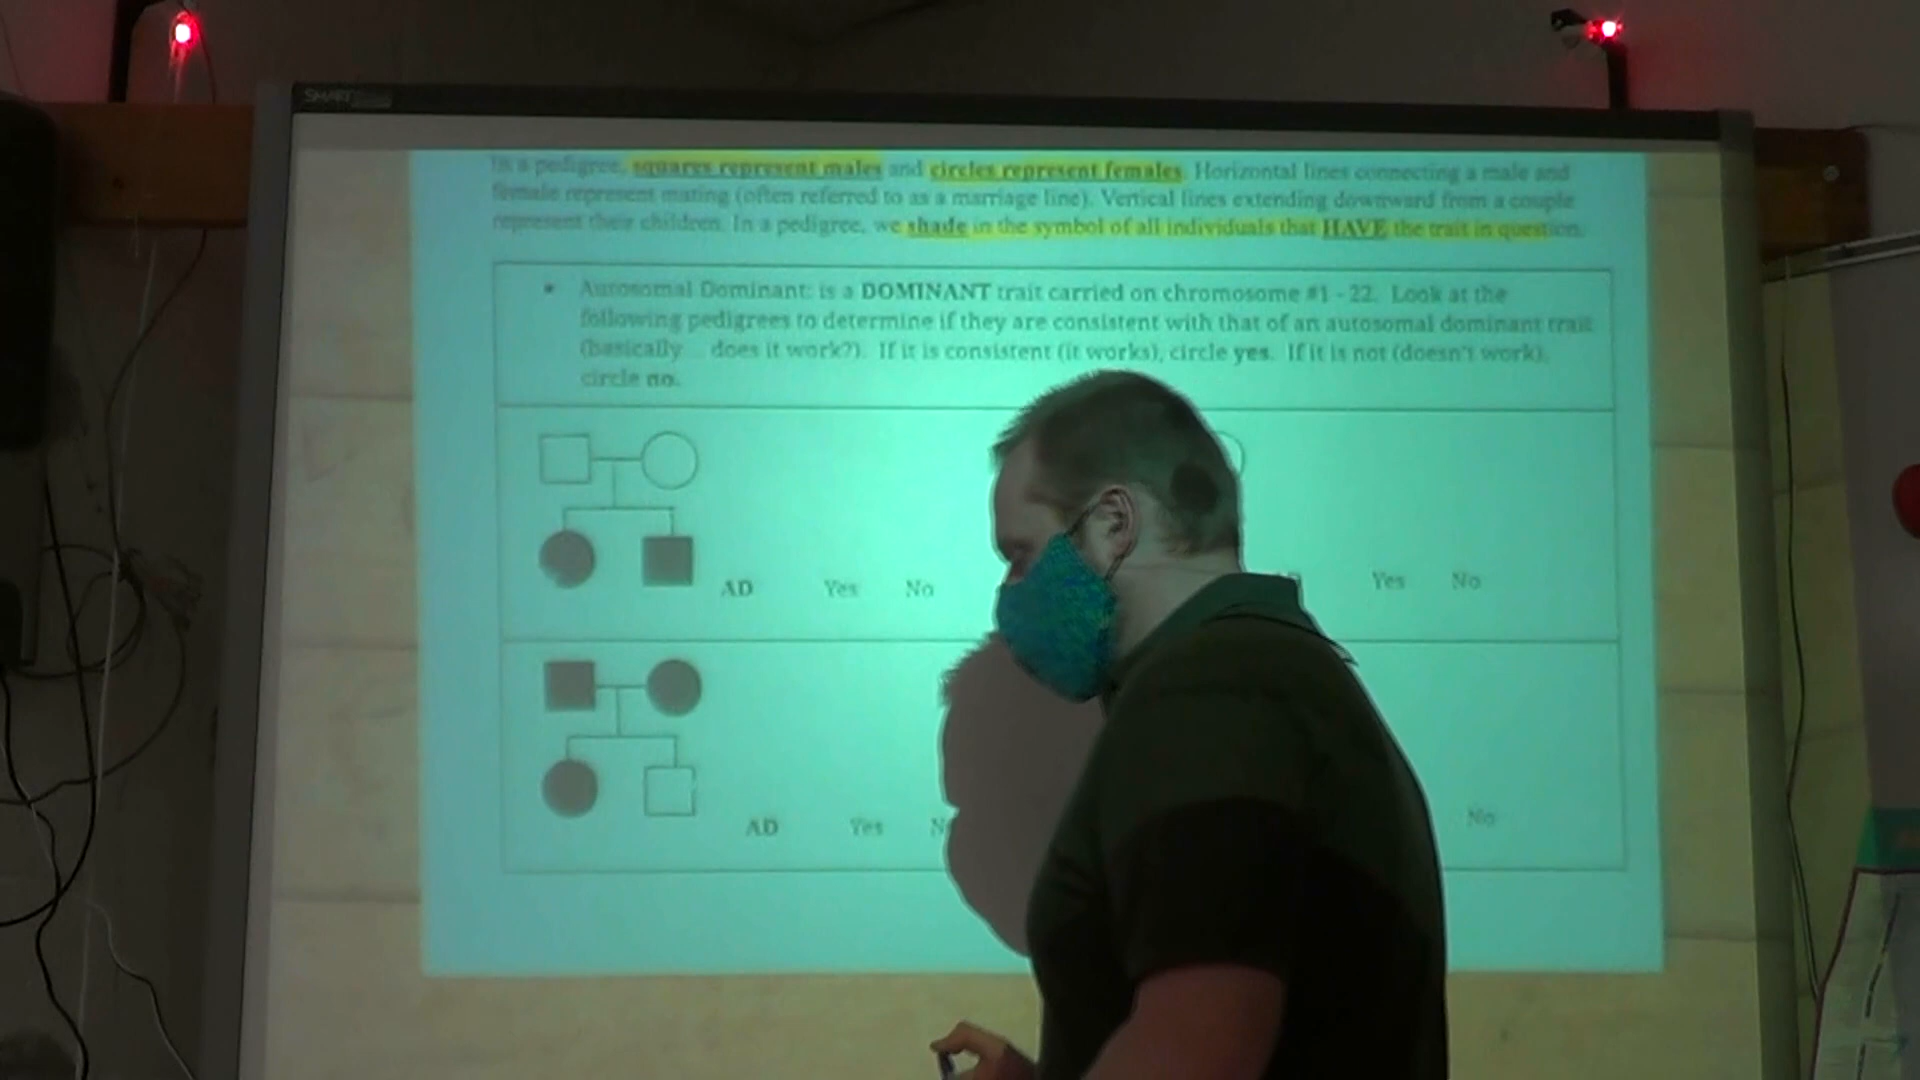 SMART
In a pedigree, squares represent males and circles represent females. Horizontal lines connecting a male and
female represent mating (often referred to as a marriage line). Vertical lines extending downward from a couple
represent their children. In a pedigree, we shade in the symbol of all individuals that HAVE the trait in question.
• Autosomal Dominant: is a DOMINANT trait carried on chromosome #1 - 22. Look at the
following pedigrees to determine if they are consistent with that of an autosomal dominant trait
(basically... does it work?). If it is consistent (it works), circle yes. If it is not (doesn't work),
circle no.
AD Yes No
Yes No
AD Yes
No